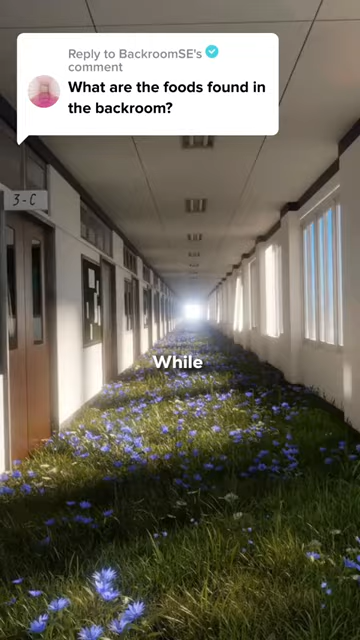 Reply to BackroomSE's
comment
What are the foods found in
the backroom?
3-C
While